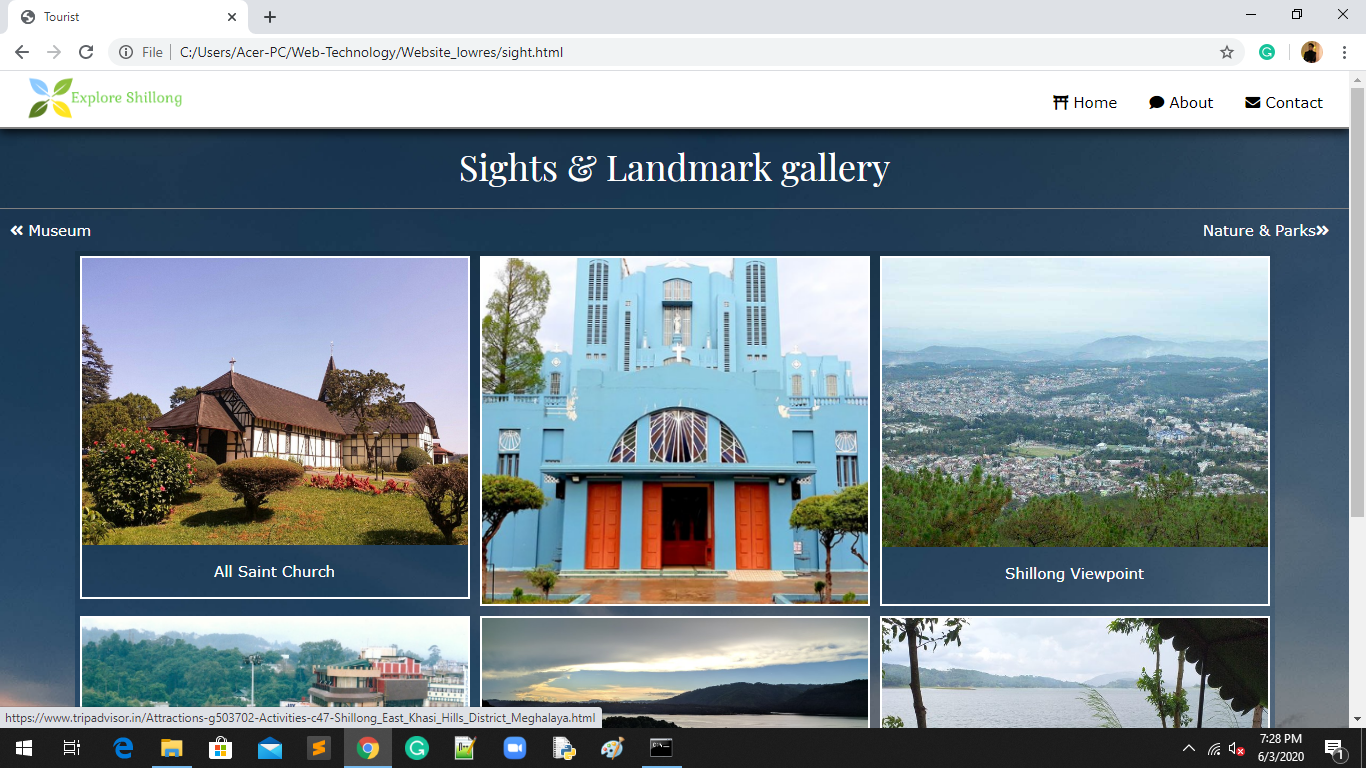 Tourist
File
C:/Users/Acer-PC/Web-Technology/Website_lowres/sight.html
Explore Shillong
Home
About
Contact
Sights & Landmark gallery
Museum
Nature & Parks
All Saint Church
Shillong Viewpoint
https://www.tripadvisor.in/Attractions-g503702-Activities-c47-Shillong_East_Khasi_Hills_District_Meghalaya.html
7:28 PM
6/3/2020
1